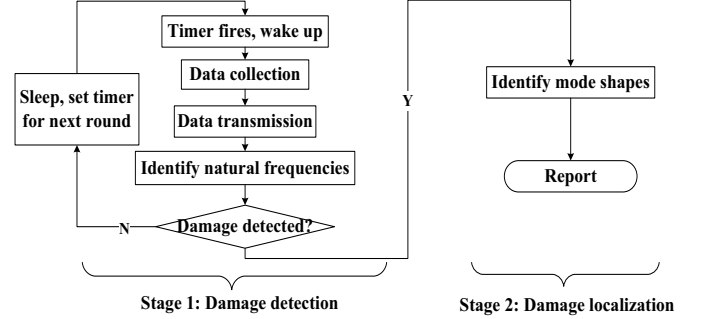 Timer fires, wake up
Data collection
Sleep, set timer
for next round
Data transmission
Identify natural frequencies
N
Damage detected?
Y
Identify mode shapes
Report
Stage 1: Damage detection
Stage 2: Damage localization